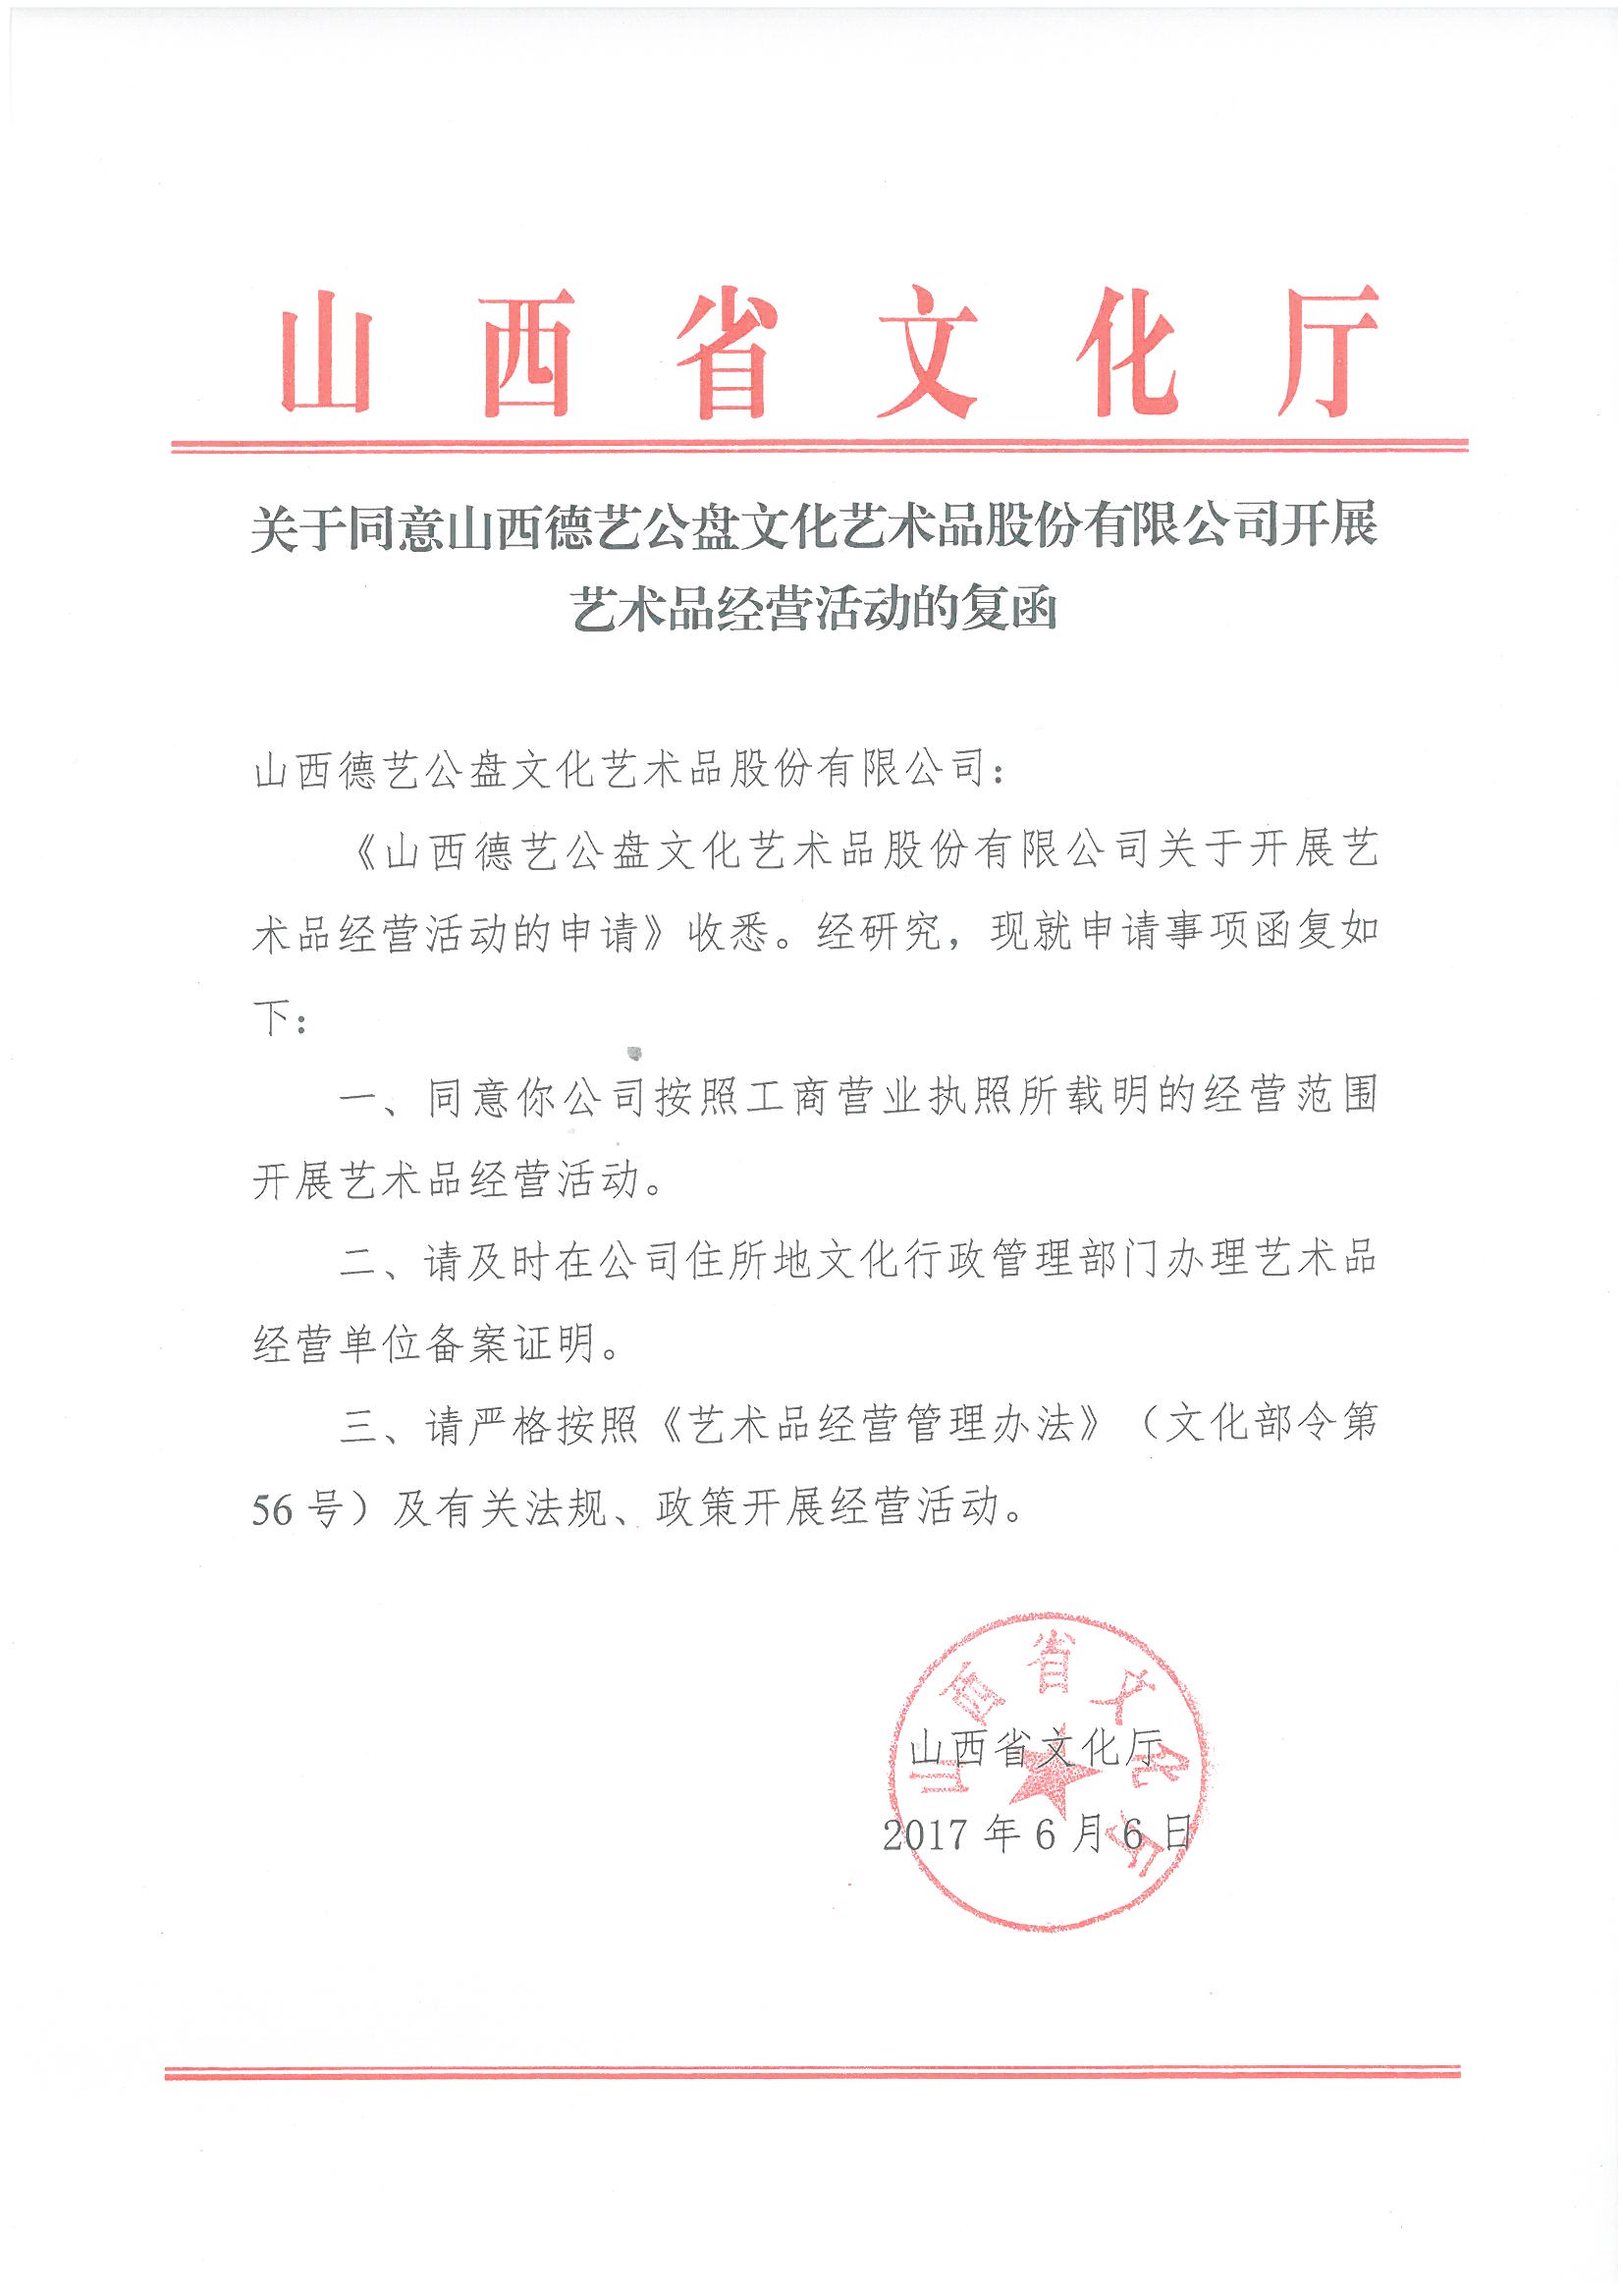 山西省文化厅
关于同意山西德艺公盘文化艺术品股份有限公司开展
艺术品经营活动的复函
山西德艺公盘文化艺术品股份有限公司：
《山西德艺公盘文化艺术品股份有限公司关于开展艺
术品经营活动的申请》收悉。经研究，现就申请事项函复如
下：
一、同意你公司按照工商营业执照所载明的经营范围
开展艺术品经营活动。
二、请及时在公司住所地文化行政管理部门办理艺术品
经营单位备案证明。
三、请严格按照《艺术品经营管理办法》（文化部令第
56 号）及有关法规、政策开展经营活动。
山西省文化厅
山西省文化厅
2017 年 6 月 6 日